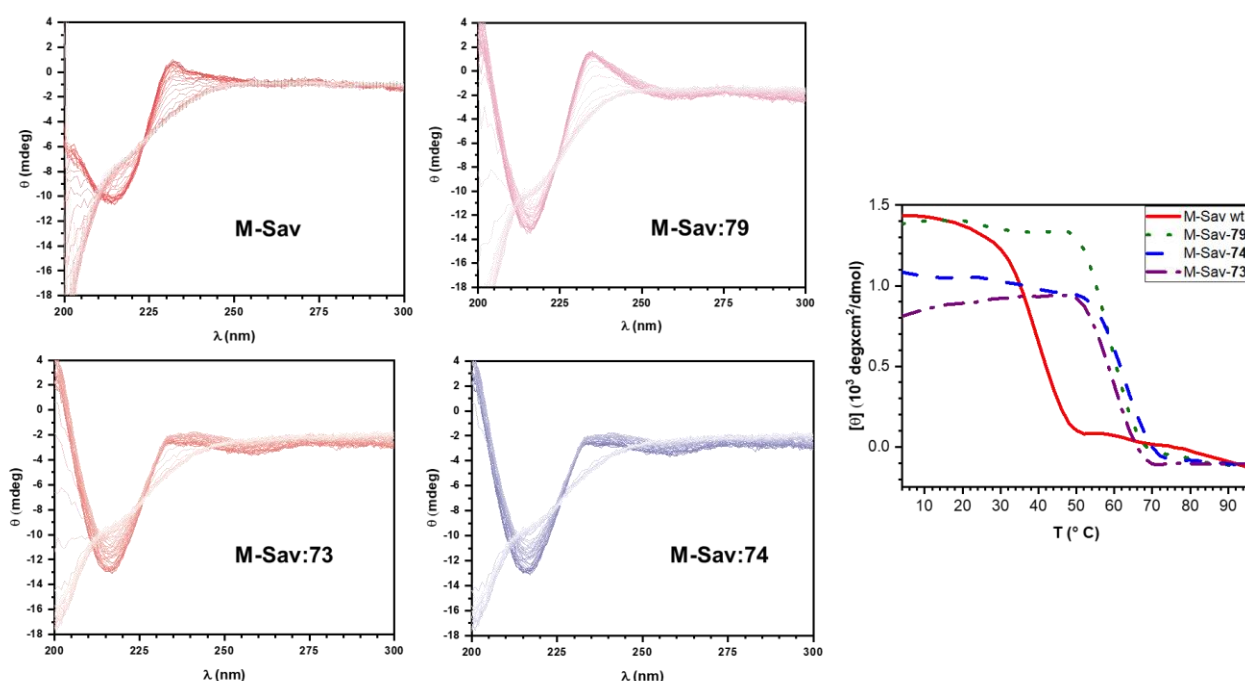 4
2
0
-2
-4
-6
-8
-10
-12
-14
-16
-18
θ (mdeg)
M-Sav
200 225 250 275 300
λ (nm)
4
2
0
-2
-4
-6
-8
-10
-12
-14
-16
-18
θ (mdeg)
M-Sav:79
200 225 250 275 300
λ (nm)
4
2
0
-2
-4
-6
-8
-10
-12
-14
-16
-18
θ (mdeg)
M-Sav:73
200 225 250 275 300
λ (nm)
4
2
0
-2
-4
-6
-8
-10
-12
-14
-16
-18
θ (mdeg)
M-Sav:74
200 225 250 275 300
λ (nm)
1.5
1.0
0.5
0.0
[θ] (10³ degxcm²/dmol)
M-Sav wt
M-Sav-79
M-Sav-74
M-Sav-73
10 20 30 40 50 60 70 80 90
T (° C)